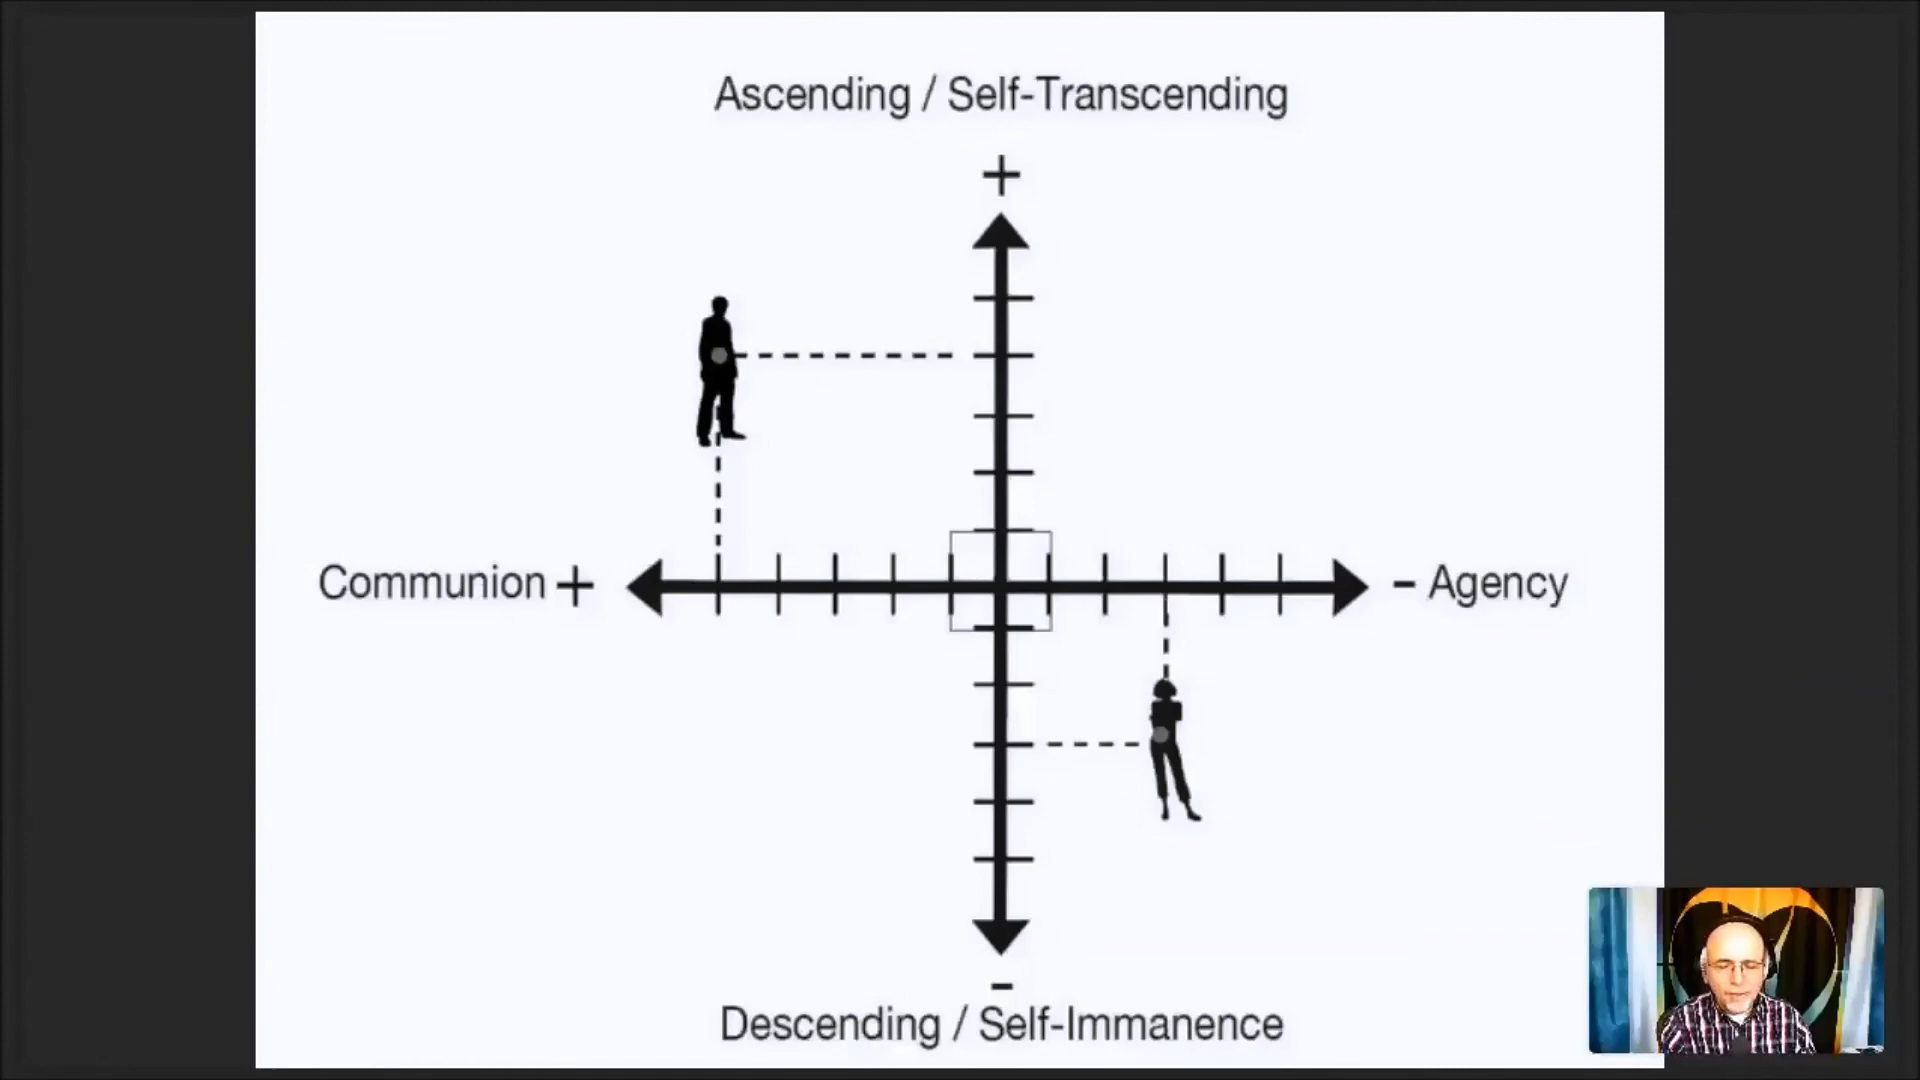 Ascending / Self-Transcending
+
Communion + - Agency
-
Descending / Self-Immanence